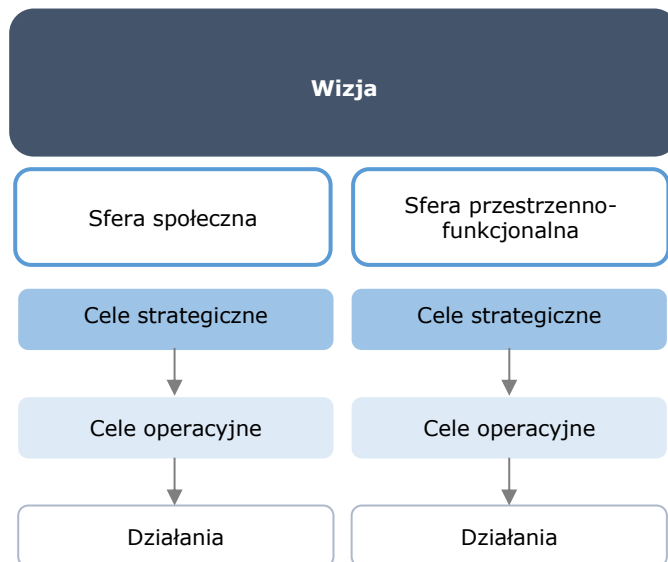 Wizja
Sfera społeczna
Sfera przestrzenno-
funkcjonalna
Cele strategiczne
Cele strategiczne
Cele operacyjne
Cele operacyjne
Działania
Działania